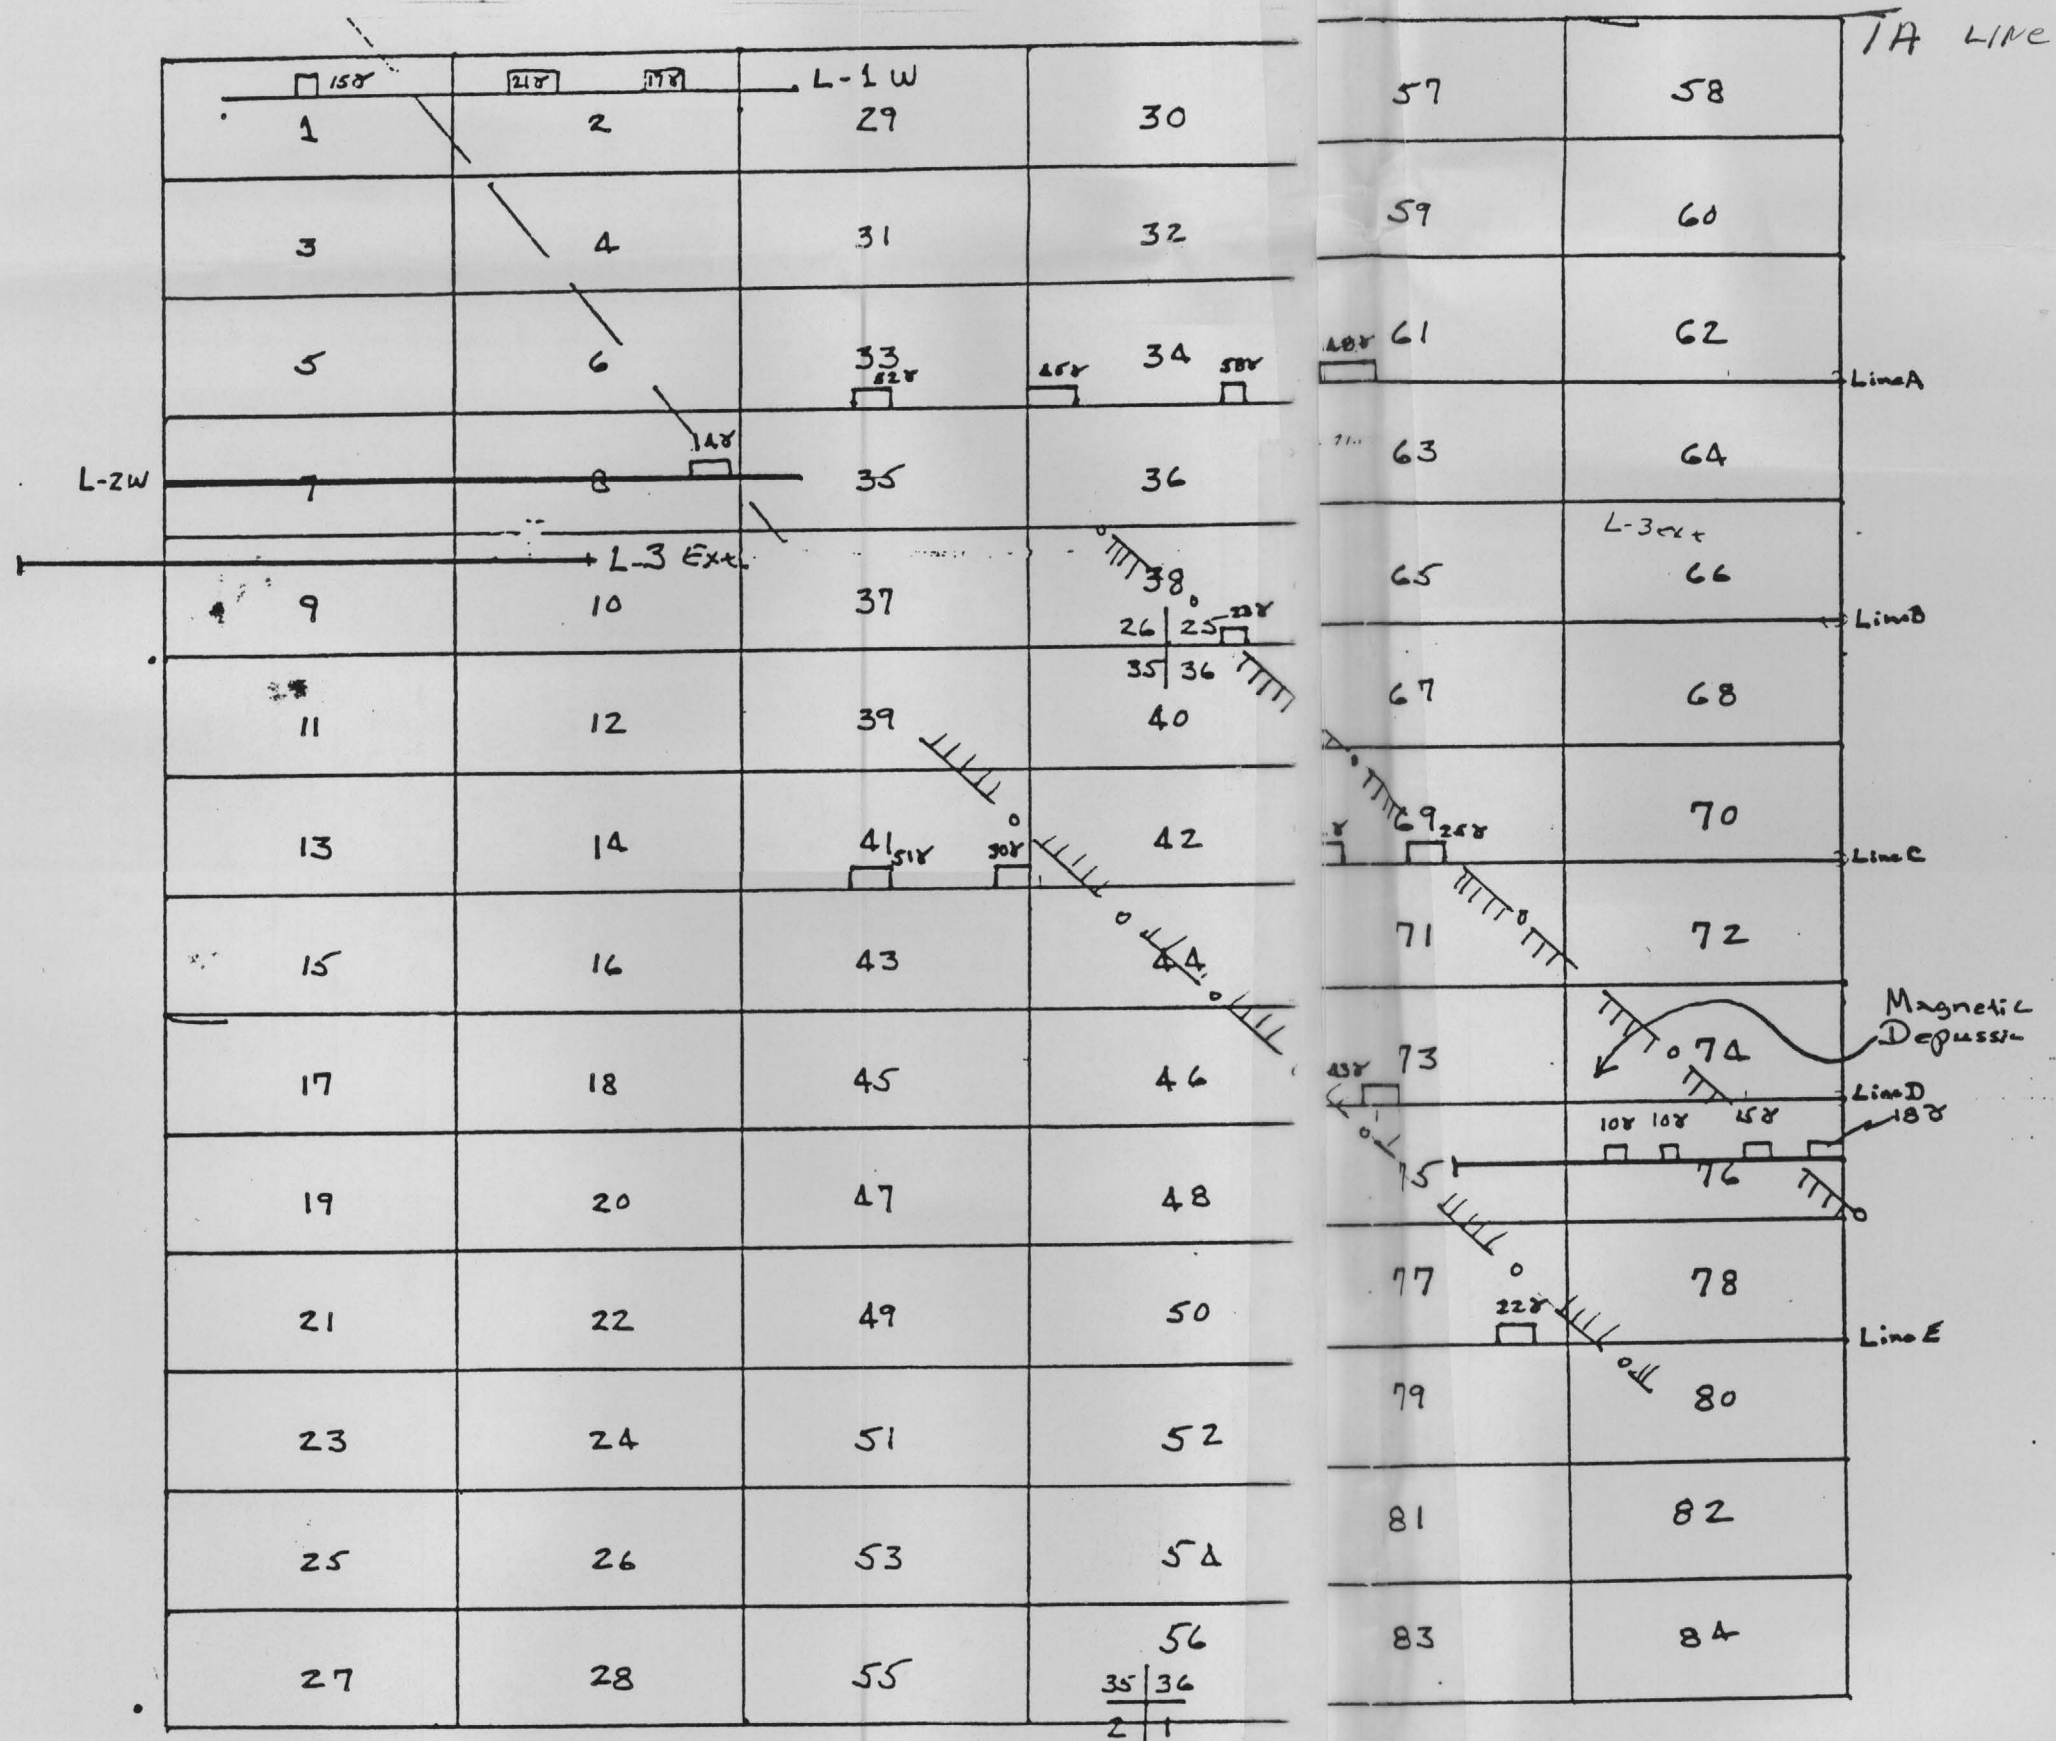 1A LINE
15γ 21γ 17γ L-1W
1 2 29 30 57 58
3 4 31 32 59 60
5 6 33 34 61 62
52γ 58γ
Line A
14γ
L-2W 7 8 35 36 63 64
L-3 Ext. L-3ext
9 10 37 38 65 66
26 25 23γ Line B
35 36
11 12 39 40 67 68
13 14 41 42 69 70
51γ 30γ γ 25γ
Line C
15 16 43 44 71 72
Magnetic
Depussin
17 18 45 46 73 74
43γ Line D
10γ 10γ 15γ 18γ
19 20 47 48 75 76
21 22 49 50 77 78
22γ
Line E
23 24 51 52 79 80
25 26 53 54 81 82
27 28 55 56 83 84
35 36
2 1